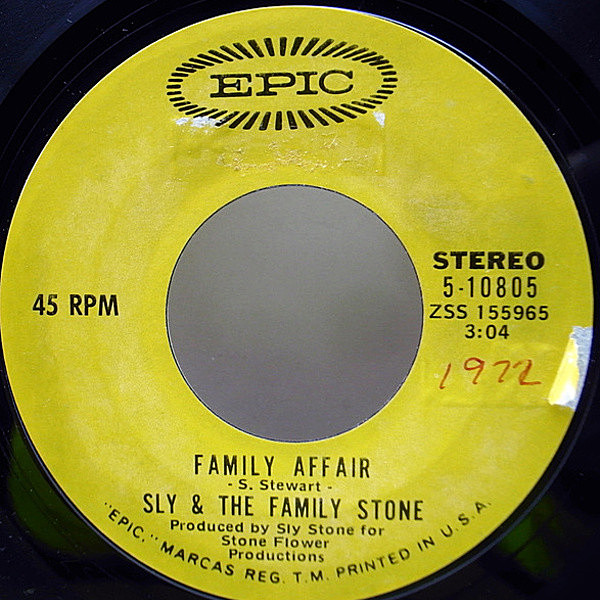 EPIC
45 RPM
STEREO
5-10805
ZSS 155965
3:04
1972
FAMILY AFFAIR
- S. Stewart -
SLY & THE FAMILY STONE
Produced by Sly Stone for
Stone Flower
Productions
"EPIC," MARCAS REG. T.M. PRINTED IN U.S.A.